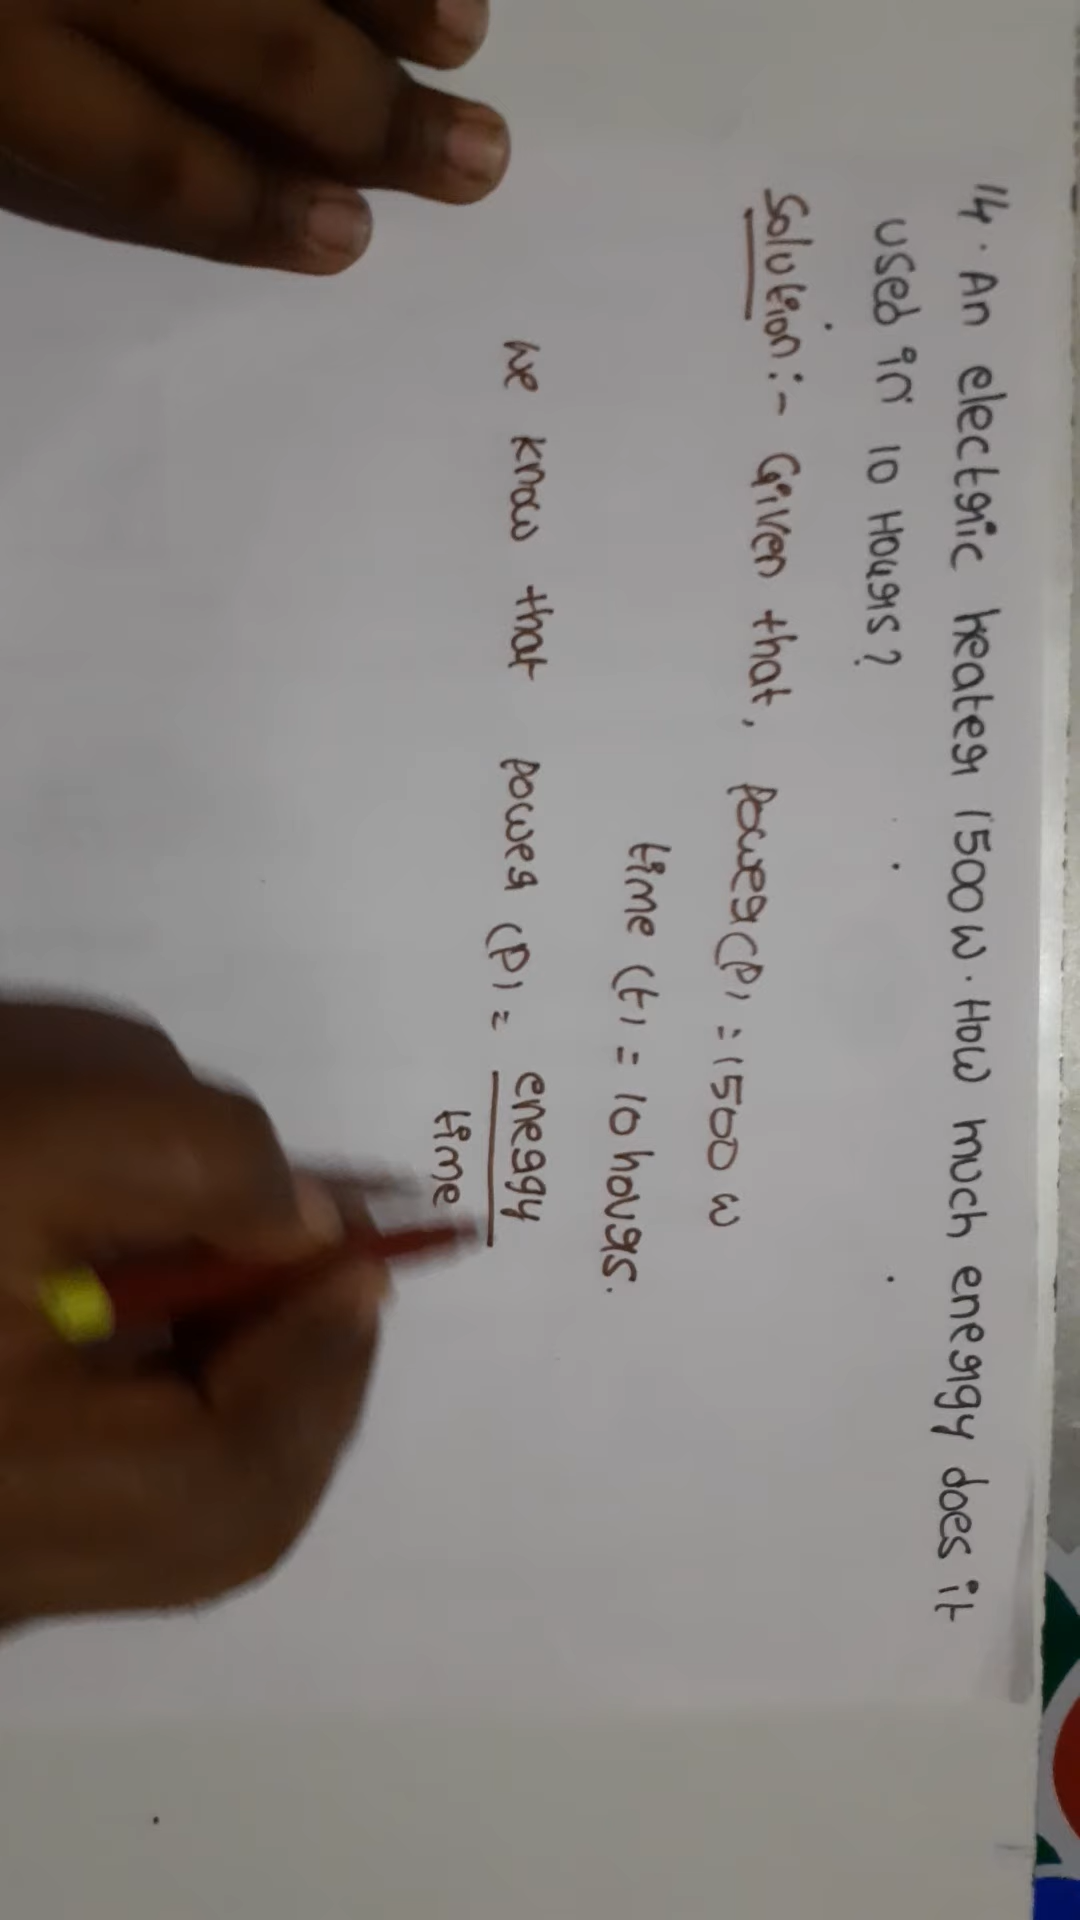 14. An electric heater 1500W. How much energy does it
used in 10 Hours?
Solution:- Given that, power(P) = 1500 W
time (t) = 10 hours.
we know that power (P) = energy
time